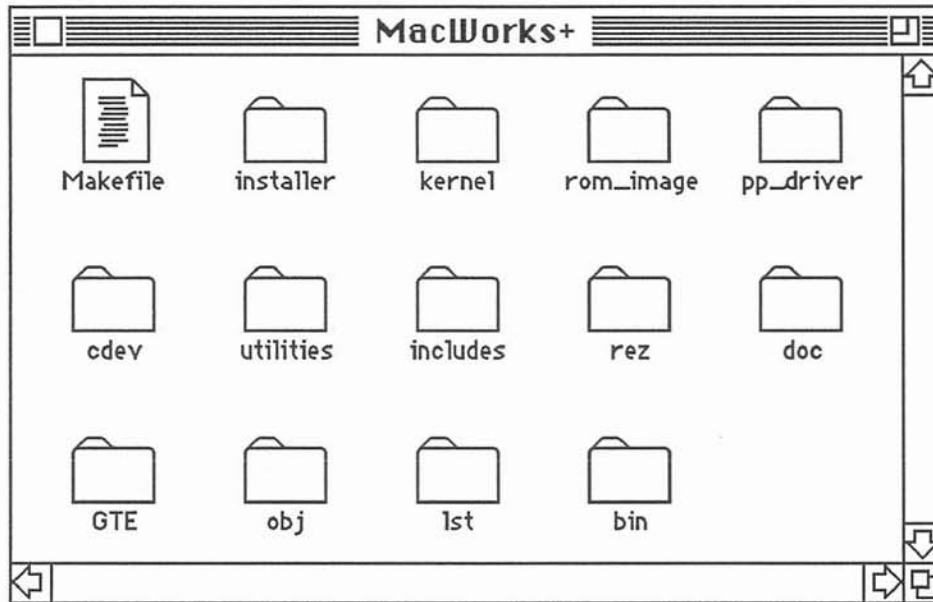 MacWorks+
Makefile installer kernel rom_image pp_driver
cdev utilities includes rez doc
GTE obj lst bin